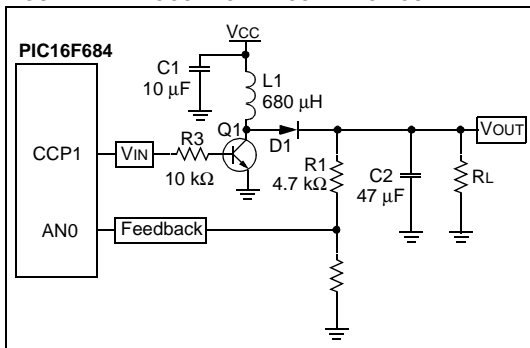 PIC16F684
VCC
C1
10 μF
L1
680 μH
Q1
CCP1
VIN
R3
10 kΩ
D1
R1
4.7 kΩ
C2
47 μF
RL
VOUT
AN0
Feedback